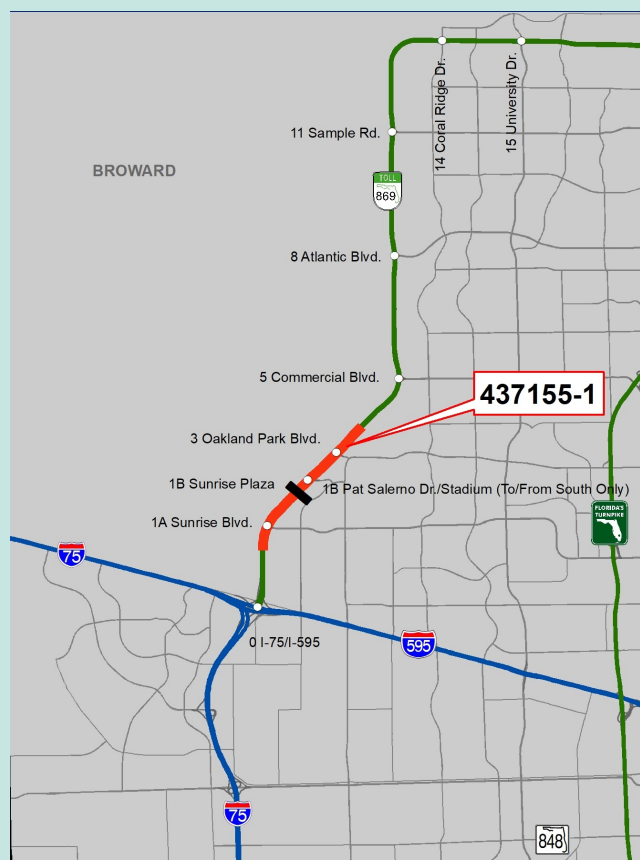 14 Coral Ridge Dr.
15 University Dr.
11 Sample Rd.
BROWARD
TOLL
869
8 Atlantic Blvd.
5 Commercial Blvd.
437155-1
3 Oakland Park Blvd.
1B Sunrise Plaza
1B Pat Salerno Dr./Stadium (To/From South Only)
1A Sunrise Blvd.
FLORIDA'S
TURNPIKE
75
0 I-75/I-595
595
75
848